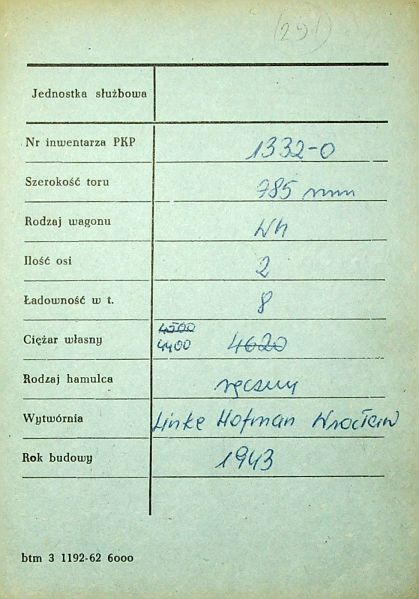 (291)
Jednostka służbowa
Nr inwentarza PKP 1332-0
Szerokość toru 785 mm
Rodzaj wagonu Wh
Ilość osi 2
Ładowność w t. 8
4500
Ciężar własny 4400 4620
Rodzaj hamulca ręczny
Wytwórnia Linke Hofman Wrocław
Rok budowy 1943
btm 3 1192-62 6000